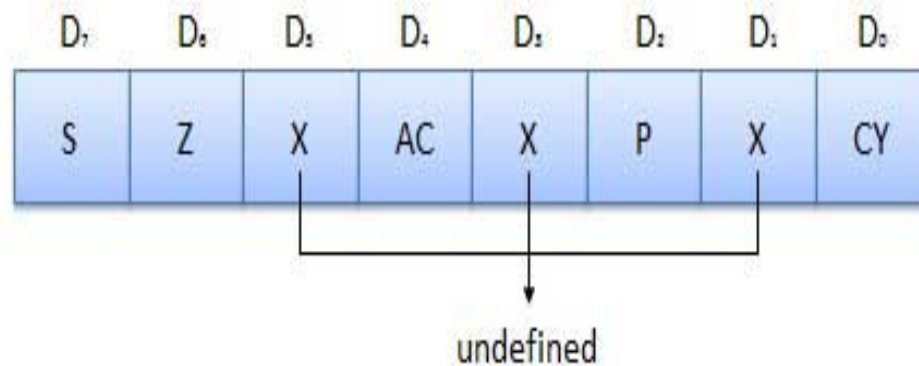 D₇ D₆ D₅ D₄ D₃ D₂ D₁ D₀
S Z X AC X P X CY
undefined